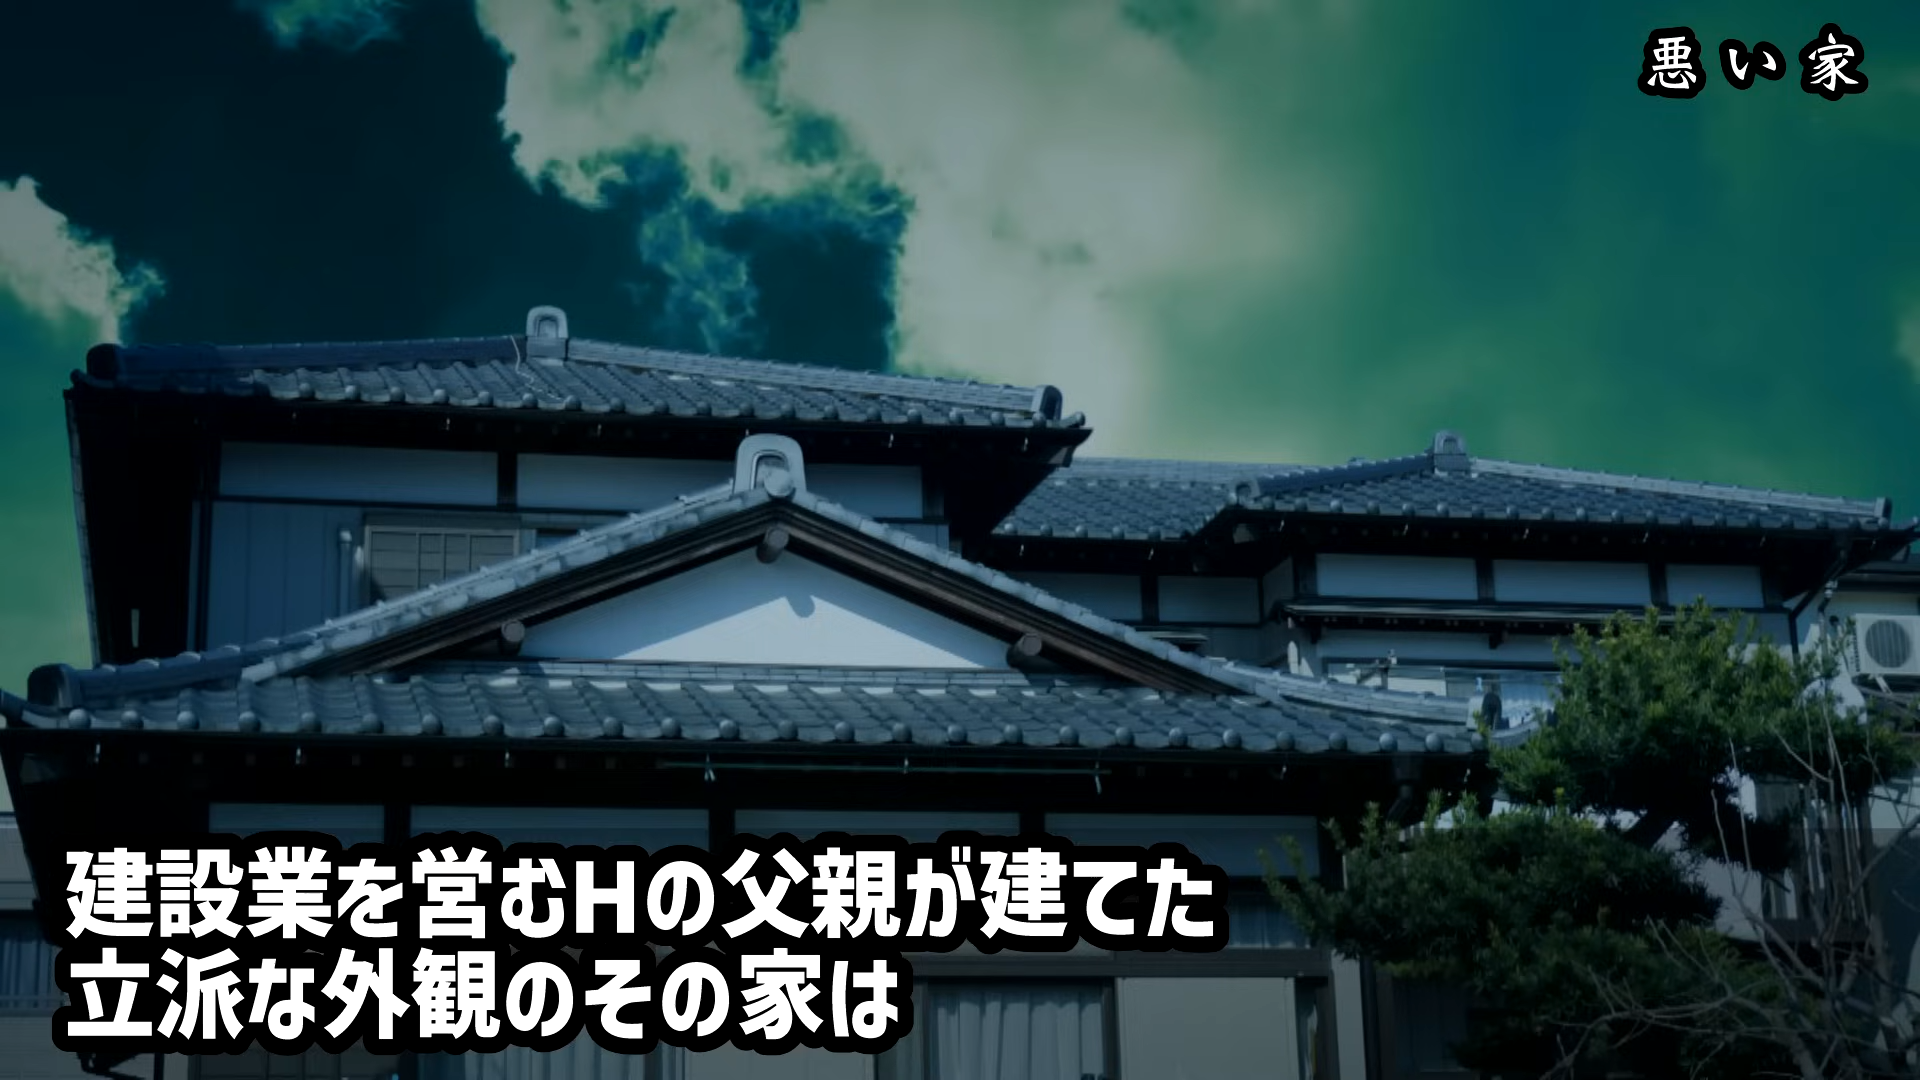 悪い家
建設業を営むHの父親が建てた
立派な外観のその家は